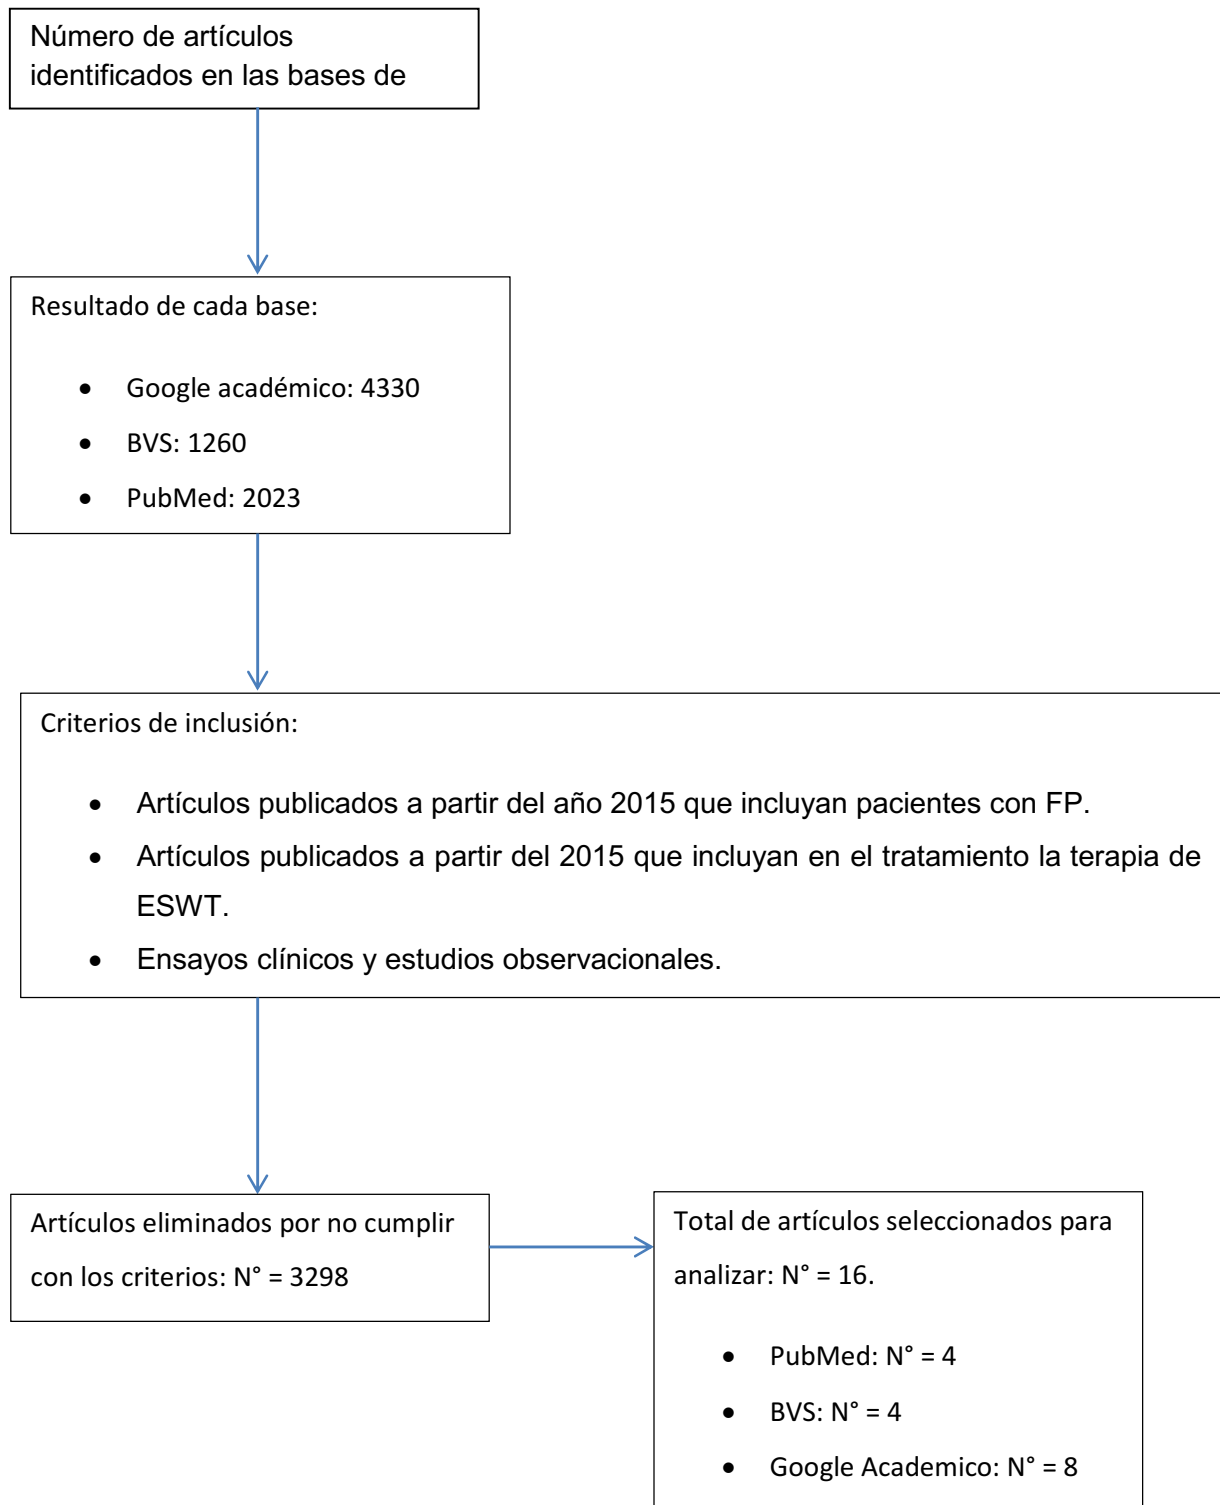 Número de artículos
identificados en las bases de
Resultado de cada base:
• Google académico: 4330
• BVS: 1260
• PubMed: 2023
Criterios de inclusión:
• Artículos publicados a partir del año 2015 que incluyan pacientes con FP.
• Artículos publicados a partir del 2015 que incluyan en el tratamiento la terapia de
ESWT.
• Ensayos clínicos y estudios observacionales.
Artículos eliminados por no cumplir
con los criterios: N° = 3298
Total de artículos seleccionados para
analizar: N° = 16.
• PubMed: N° = 4
• BVS: N° = 4
• Google Academico: N° = 8